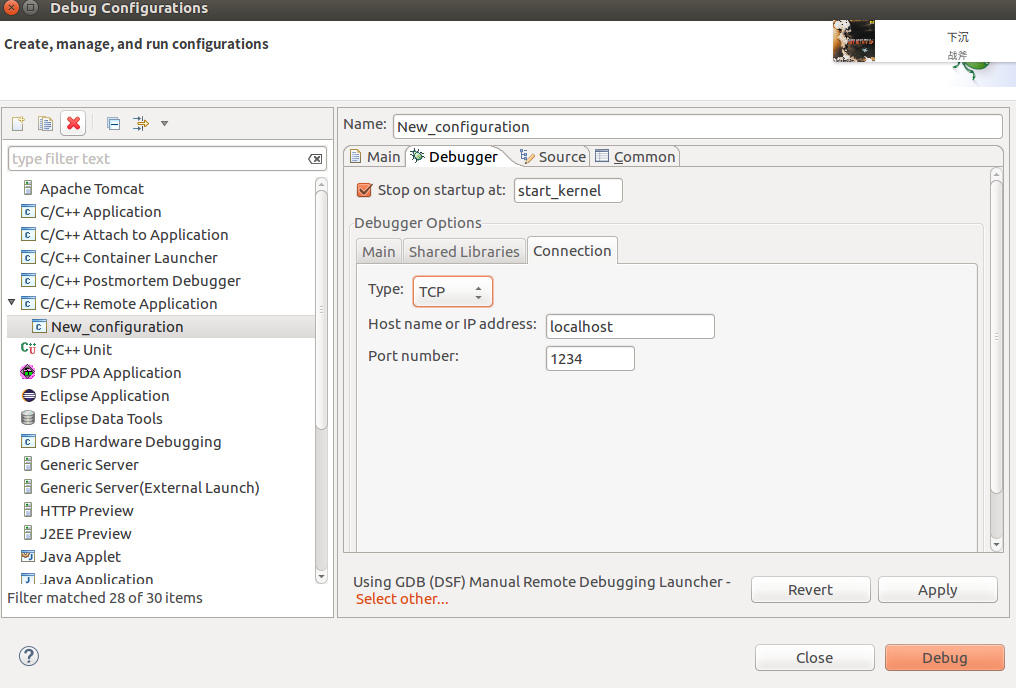 Debug Configurations
Create, manage, and run configurations
下沉
战斧
Name: New_configuration
type filter text
Main Debugger Source Common
Apache Tomcat
C/C++ Application
C/C++ Attach to Application
C/C++ Container Launcher
C/C++ Postmortem Debugger
C/C++ Remote Application
New_configuration
C/C++ Unit
DSF PDA Application
Eclipse Application
Eclipse Data Tools
GDB Hardware Debugging
Generic Server
Generic Server(External Launch)
HTTP Preview
J2EE Preview
Java Applet
Java Application
Filter matched 28 of 30 items
Stop on startup at: start_kernel
Debugger Options
Main Shared Libraries Connection
Type: TCP
Host name or IP address: localhost
Port number: 1234
Using GDB (DSF) Manual Remote Debugging Launcher -
Select other...
Revert Apply
Close Debug